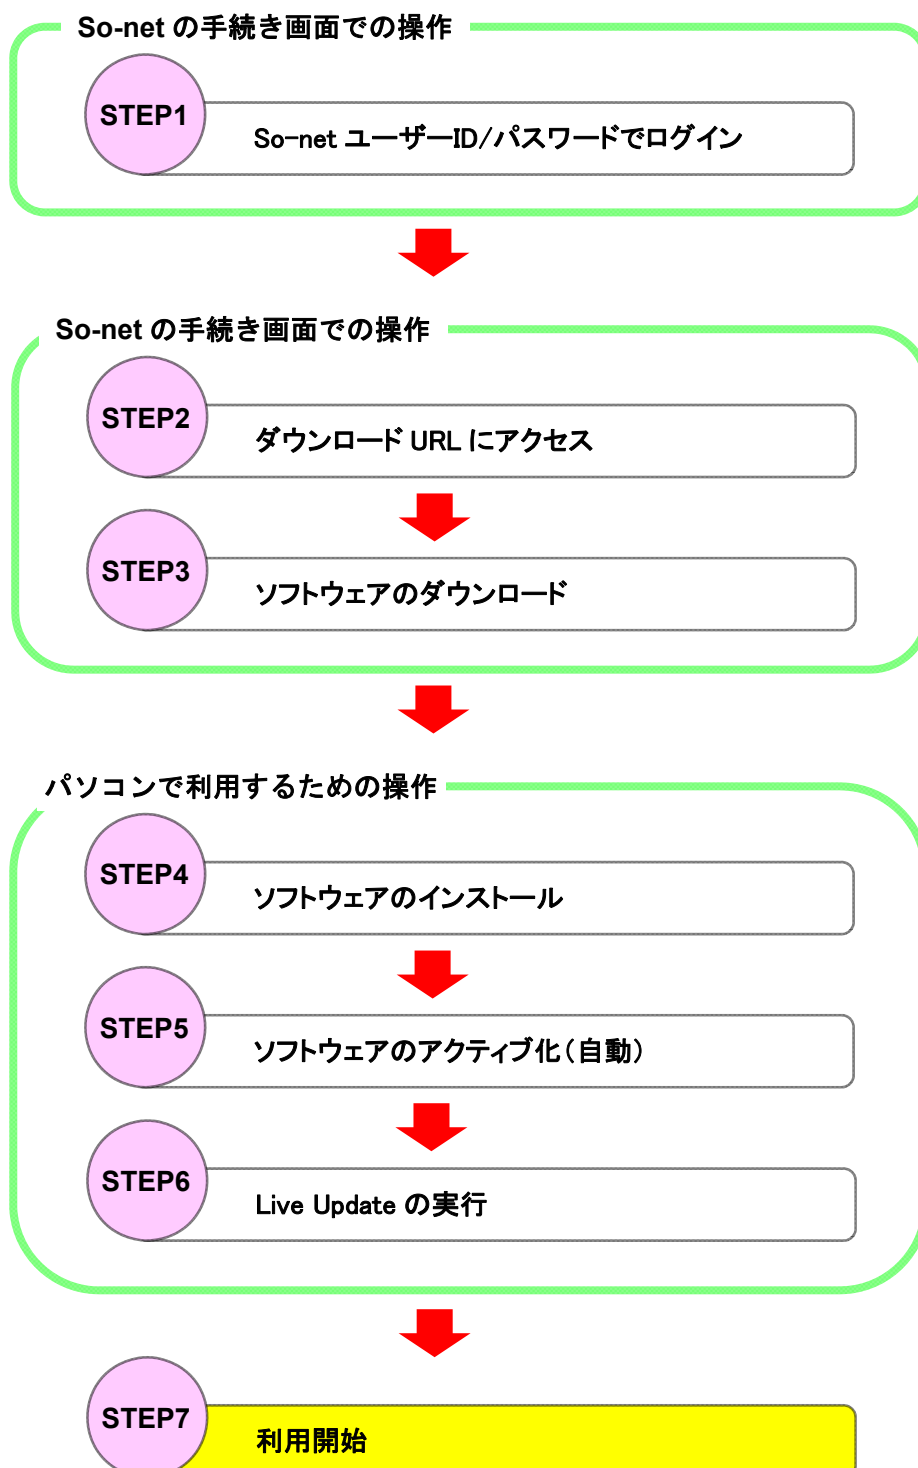 So-net の手続き画面での操作
STEP1
So-net ユーザーID/パスワードでログイン
So-net の手続き画面での操作
STEP2
ダウンロード URL にアクセス
STEP3
ソフトウェアのダウンロード
パソコンで利用するための操作
STEP4
ソフトウェアのインストール
STEP5
ソフトウェアのアクティブ化（自動）
STEP6
Live Update の実行
STEP7
利用開始